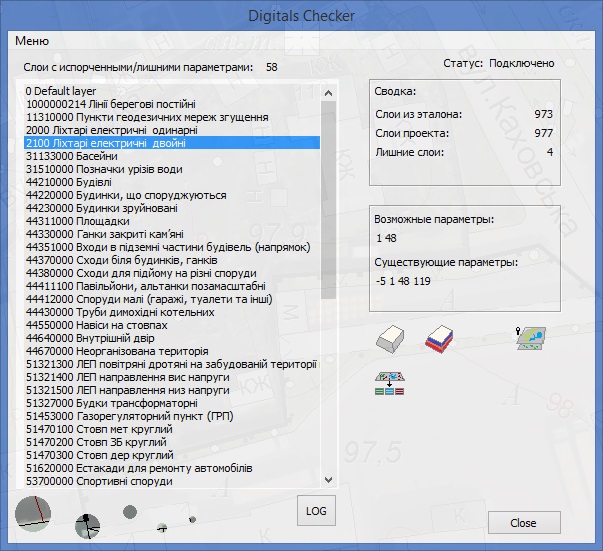 Digitals Checker
Меню
Слои с испорченными/лишними параметрами: 58
Статус: Подключено
0 Default layer
1000000214 Лінії берегові постійні
11310000 Пункти геодезичних мереж згущення
2000 Ліхтарі електричні одинарні
2100 Ліхтарі електричні двойні
31133000 Басейни
31510000 Позначки урізів води
44210000 Будівлі
44220000 Будинки, що споруджуються
44230000 Будинки зруйновані
44311000 Площадки
44330000 Ганки закриті кам'яні
44351000 Входи в підземні частини будівель (напрямок)
44370000 Сходи біля будинків, ганків
44380000 Сходи для підйому на різні споруди
44411100 Павільйони, альтанки позамасштабні
44412000 Споруди малі (гаражі, туалети та інші)
44430000 Труби димохідні котельних
44550000 Навіси на стовпах
44640000 Внутрішній двір
44670000 Неорганізована територія
51321300 ЛЕП повітряні дротяні на забудованій території
51321400 ЛЕП направлення вис напруги
51321500 ЛЕП направлення низ напруги
51327000 Будки трансформаторні
51453000 Газорегуляторний пункт (ГРП)
51470100 Стовп мет круглий
51470200 Стовп ЗБ круглий
51470300 Стовп дер круглий
51620000 Естакади для ремонту автомобілів
53700000 Спортивні споруди
Сводка:
Слои из эталона: 973
Слои проекта: 977
Лишние слои: 4
Возможные параметры:
1 48
Существующие параметры:
-5 1 48 119
LOG
Close
вул.Каховська
97,9
97,5
КЖ